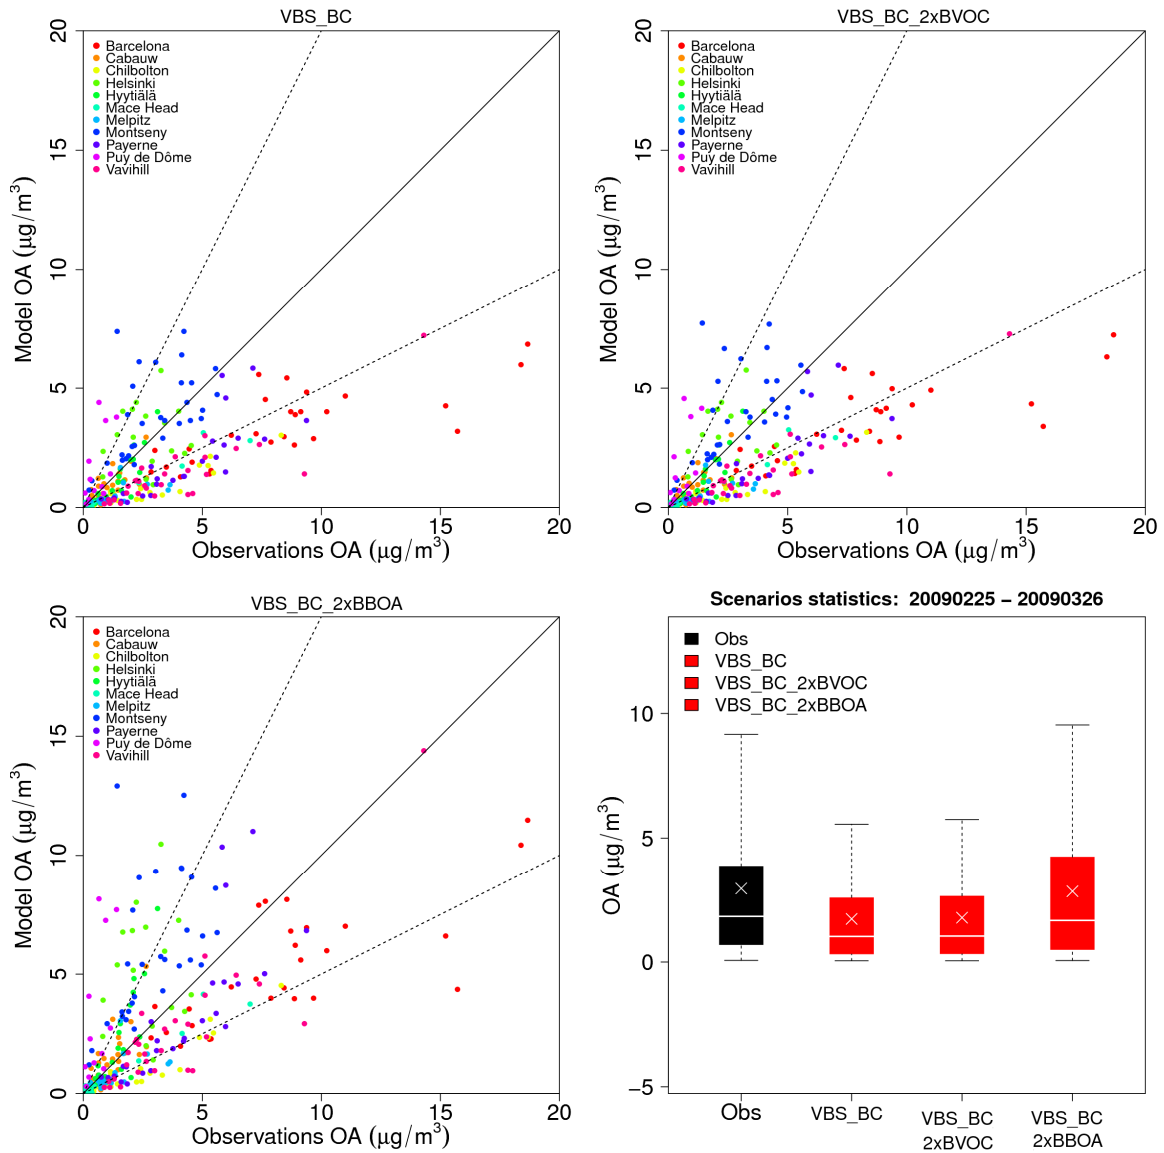 VBS_BC
20
15
10
5
0
Model OA (μg/m³)
Barcelona
Cabauw
Chilbolton
Helsinki
Hyytiälä
Mace Head
Melpitz
Montseny
Payerne
Puy de Dôme
Vavihill
0 5 10 15 20
Observations OA (μg/m³)
VBS_BC_2xBVOC
20
15
10
5
0
Model OA (μg/m³)
Barcelona
Cabauw
Chilbolton
Helsinki
Hyytiälä
Mace Head
Melpitz
Montseny
Payerne
Puy de Dôme
Vavihill
0 5 10 15 20
Observations OA (μg/m³)
VBS_BC_2xBBOA
20
15
10
5
0
Model OA (μg/m³)
Barcelona
Cabauw
Chilbolton
Helsinki
Hyytiälä
Mace Head
Melpitz
Montseny
Payerne
Puy de Dôme
Vavihill
0 5 10 15 20
Observations OA (μg/m³)
Scenarios statistics: 20090225 – 20090326
Obs
VBS_BC
VBS_BC_2xBVOC
VBS_BC_2xBBOA
10
5
0
−5
OA (μg/m³)
Obs
VBS_BC
VBS_BC
2xBVOC
VBS_BC
2xBBOA